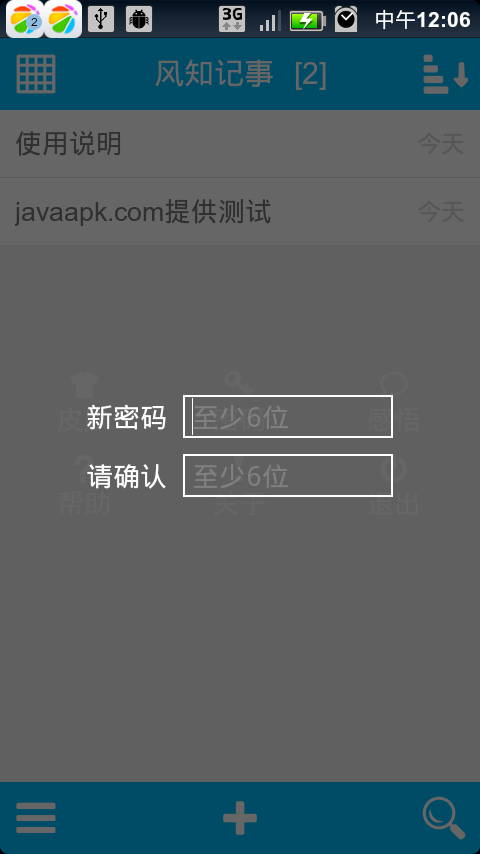 2
3G
中午12:06
风知记事 [2]
使用说明 今天
javaapk.com提供测试 今天
新密码 至少6位
请确认 至少6位
帮助 关于 退出
感悟